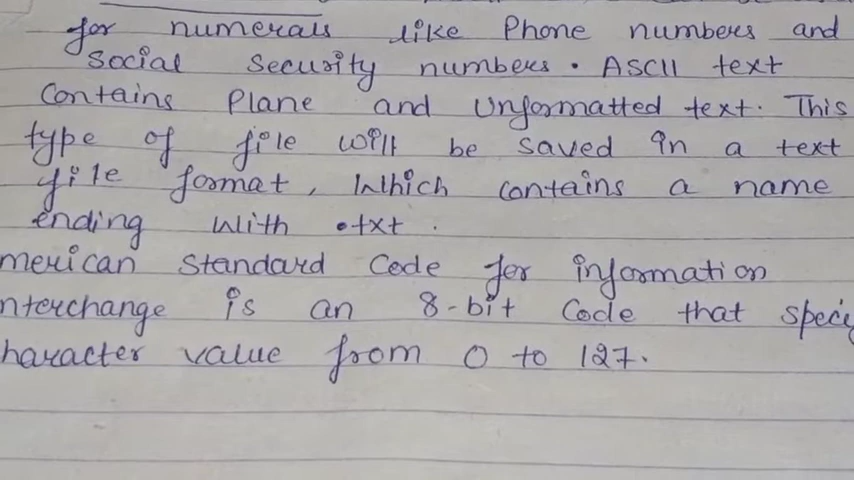 for numerals like Phone numbers and
Social Security numbers. ASCII text
Contains Plane and Unformatted text. This
type of file will be saved in a text
file format, Which contains a name
ending with .txt.
merican Standard Code for information
nterchange is an 8-bit Code that speci
haracter value from 0 to 127.